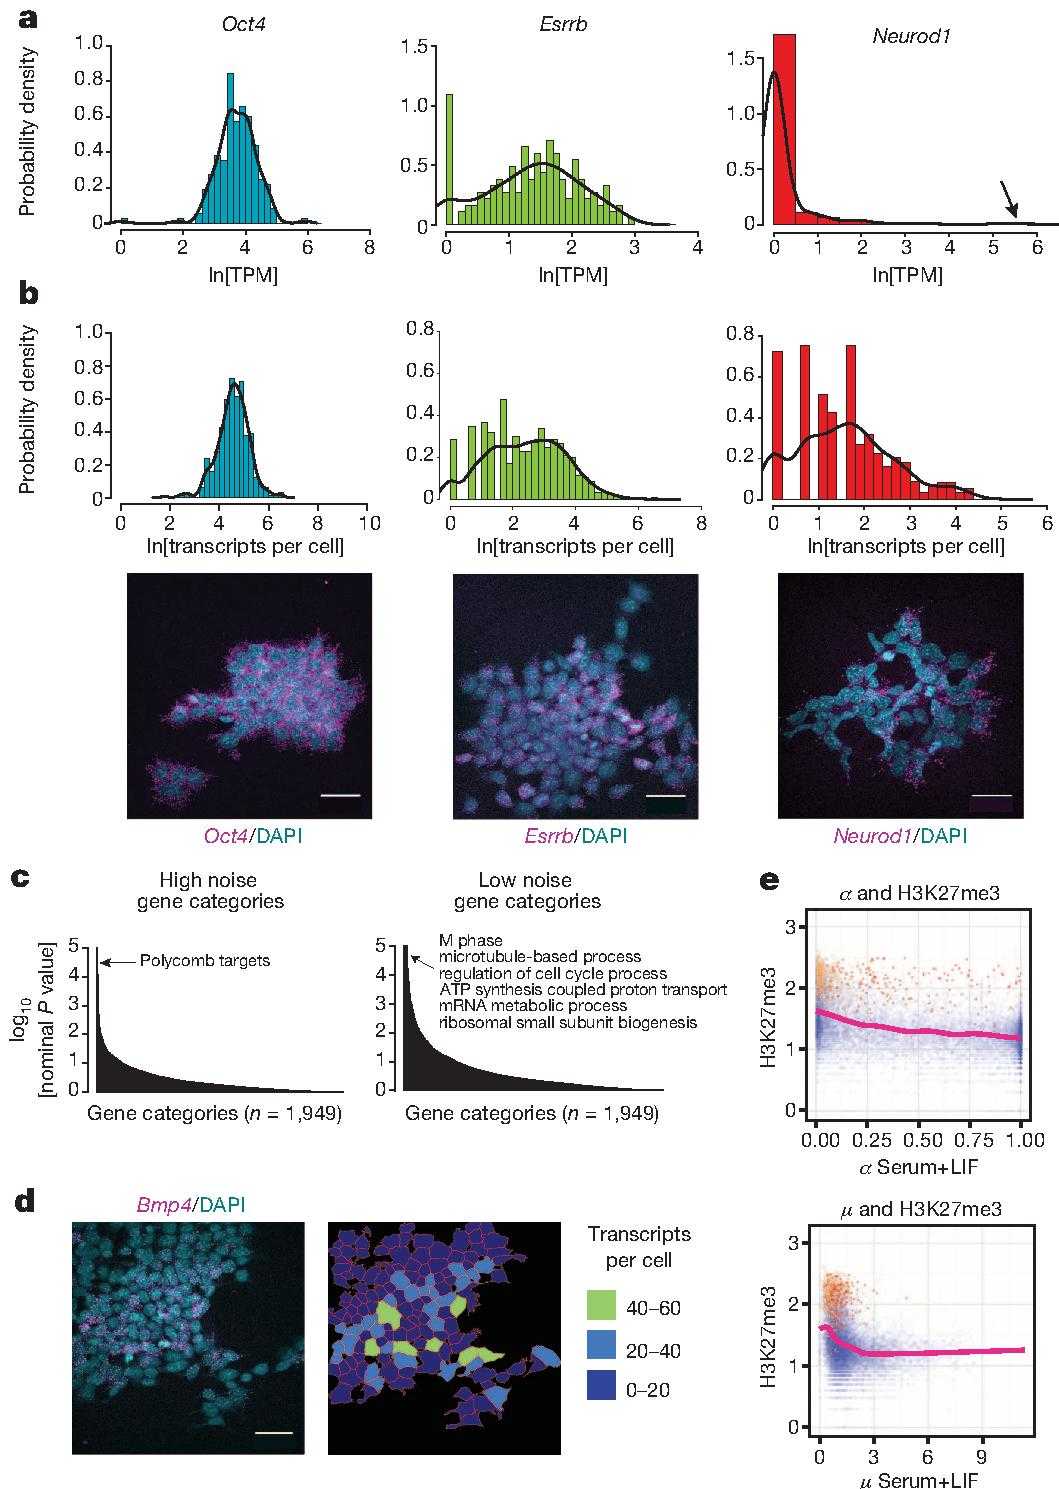 a
Oct4
Esrrb
Neurod1
Probability density
1.0
0.8
0.6
0.4
0.2
0
0 2 4 6 8
ln[TPM]
1.5
1.0
1.5
0
0 1 2 3 4
ln[TPM]
1.5
1.0
0.5
0
0 1 2 3 4 5 6
ln[TPM]
b
Probability density
1.0
0.8
0.6
0.4
0.2
0
0 2 4 6 8 10
ln[transcripts per cell]
0.8
0.6
0.4
0.2
0
0 2 4 6 8
ln[transcripts per cell]
0.8
0.6
0.4
0.2
0
0 1 2 3 4 5 6
ln[transcripts per cell]
Oct4/DAPI
Esrrb/DAPI
Neurod1/DAPI
c
High noise
gene categories
log10
[nominal P value]
5
4
3
2
1
0
Polycomb targets
Gene categories (n = 1,949)
Low noise
gene categories
5
4
3
2
1
0
M phase
microtubule-based process
regulation of cell cycle process
ATP synthesis coupled proton transport
mRNA metabolic process
ribosomal small subunit biogenesis
Gene categories (n = 1,949)
d
Bmp4/DAPI
Transcripts
per cell
40–60
20–40
0–20
e
α and H3K27me3
H3K27me3
3
2
1
0
0.00 0.25 0.50 0.75 1.00
α Serum+LIF
μ and H3K27me3
H3K27me3
3
2
1
0
0 3 6 9
μ Serum+LIF